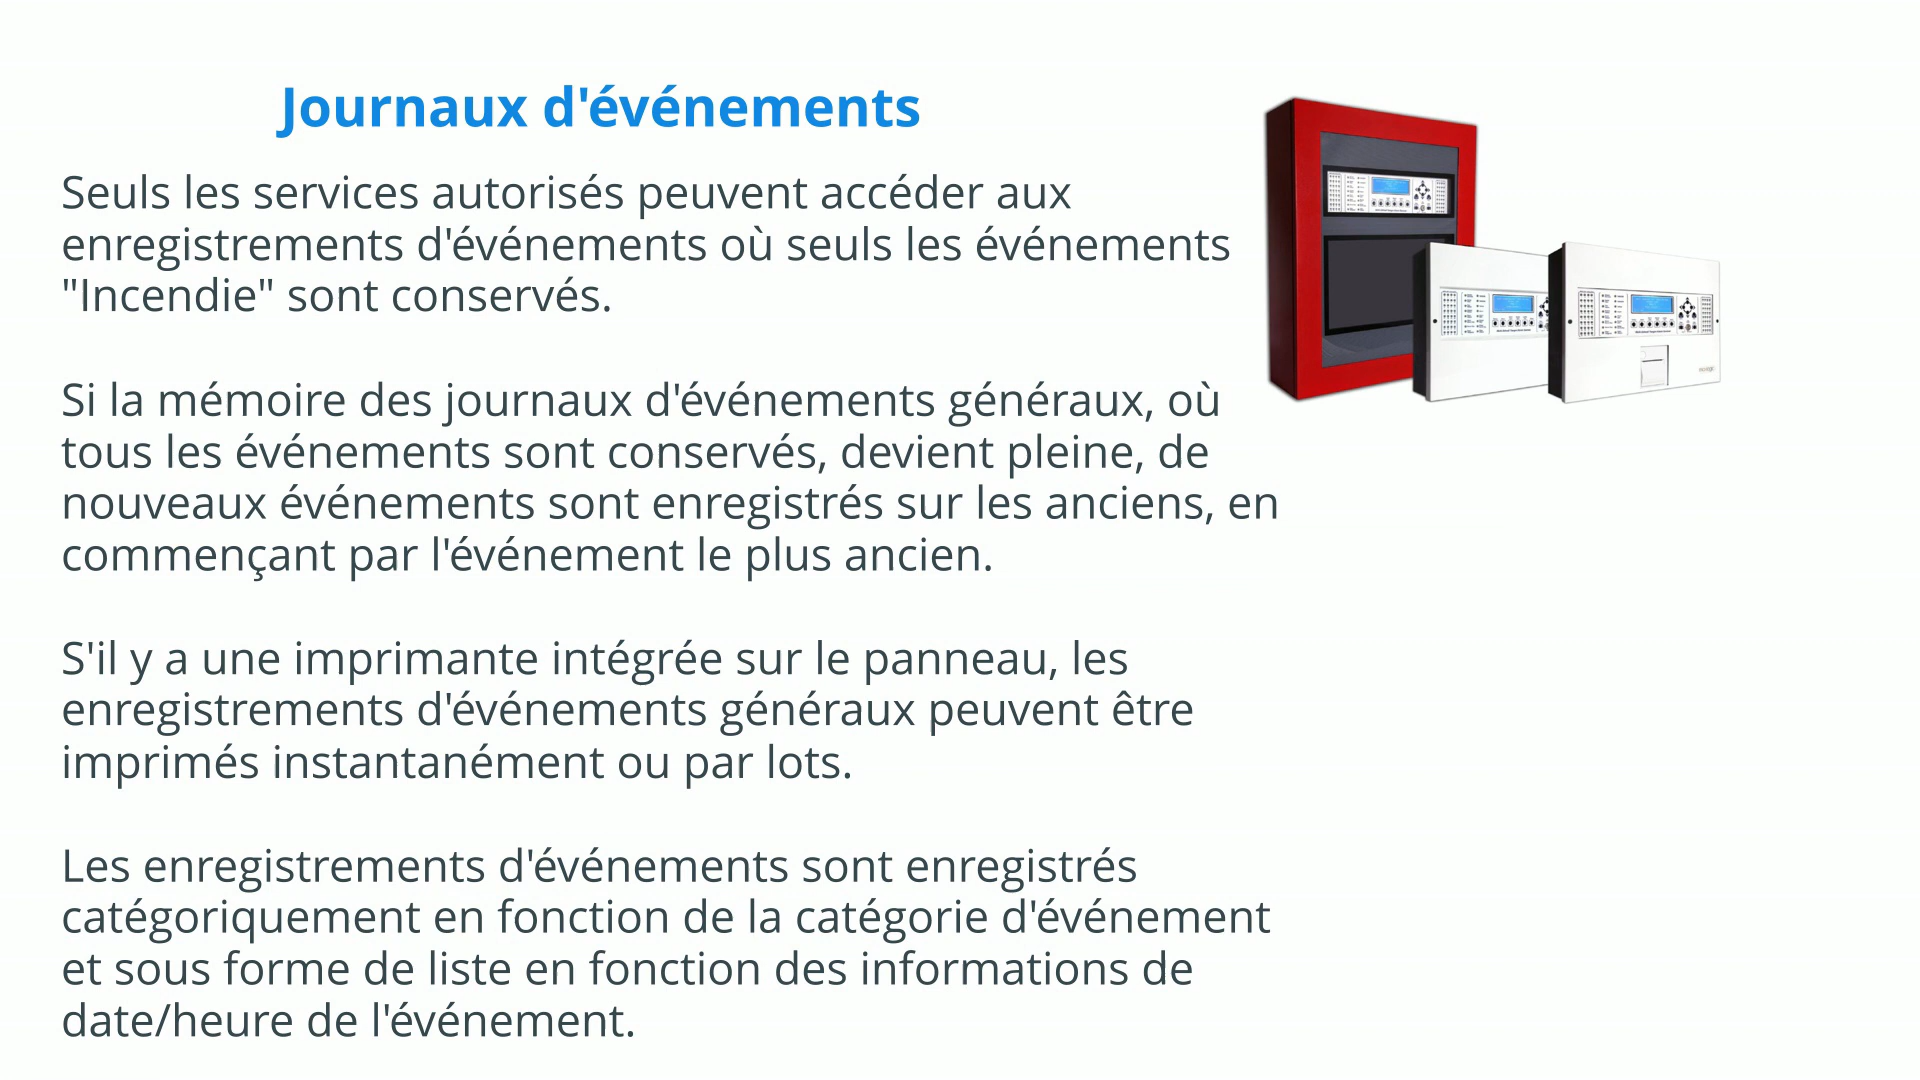 Journaux d'événements
Seuls les services autorisés peuvent accéder aux
enregistrements d'événements où seuls les événements
"Incendie" sont conservés.
Si la mémoire des journaux d'événements généraux, où
tous les événements sont conservés, devient pleine, de
nouveaux événements sont enregistrés sur les anciens, en
commençant par l'événement le plus ancien.
S'il y a une imprimante intégrée sur le panneau, les
enregistrements d'événements généraux peuvent être
imprimés instantanément ou par lots.
Les enregistrements d'événements sont enregistrés
catégoriquement en fonction de la catégorie d'événement
et sous forme de liste en fonction des informations de
date/heure de l'événement.